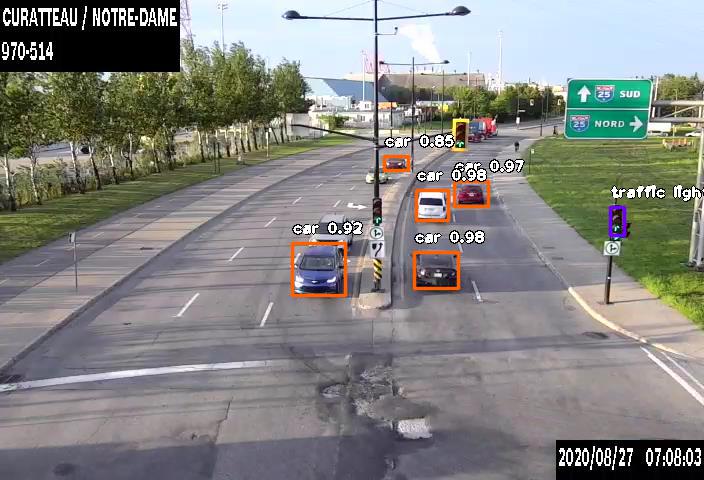 CURATTEAU / NOTRE-DAME
970-514
25 SUD
25 NORD
car 0.85
car 0.97
car 0.98
traffic ligh
car 0.92
car 0.98
2020/08/27 07:08:03